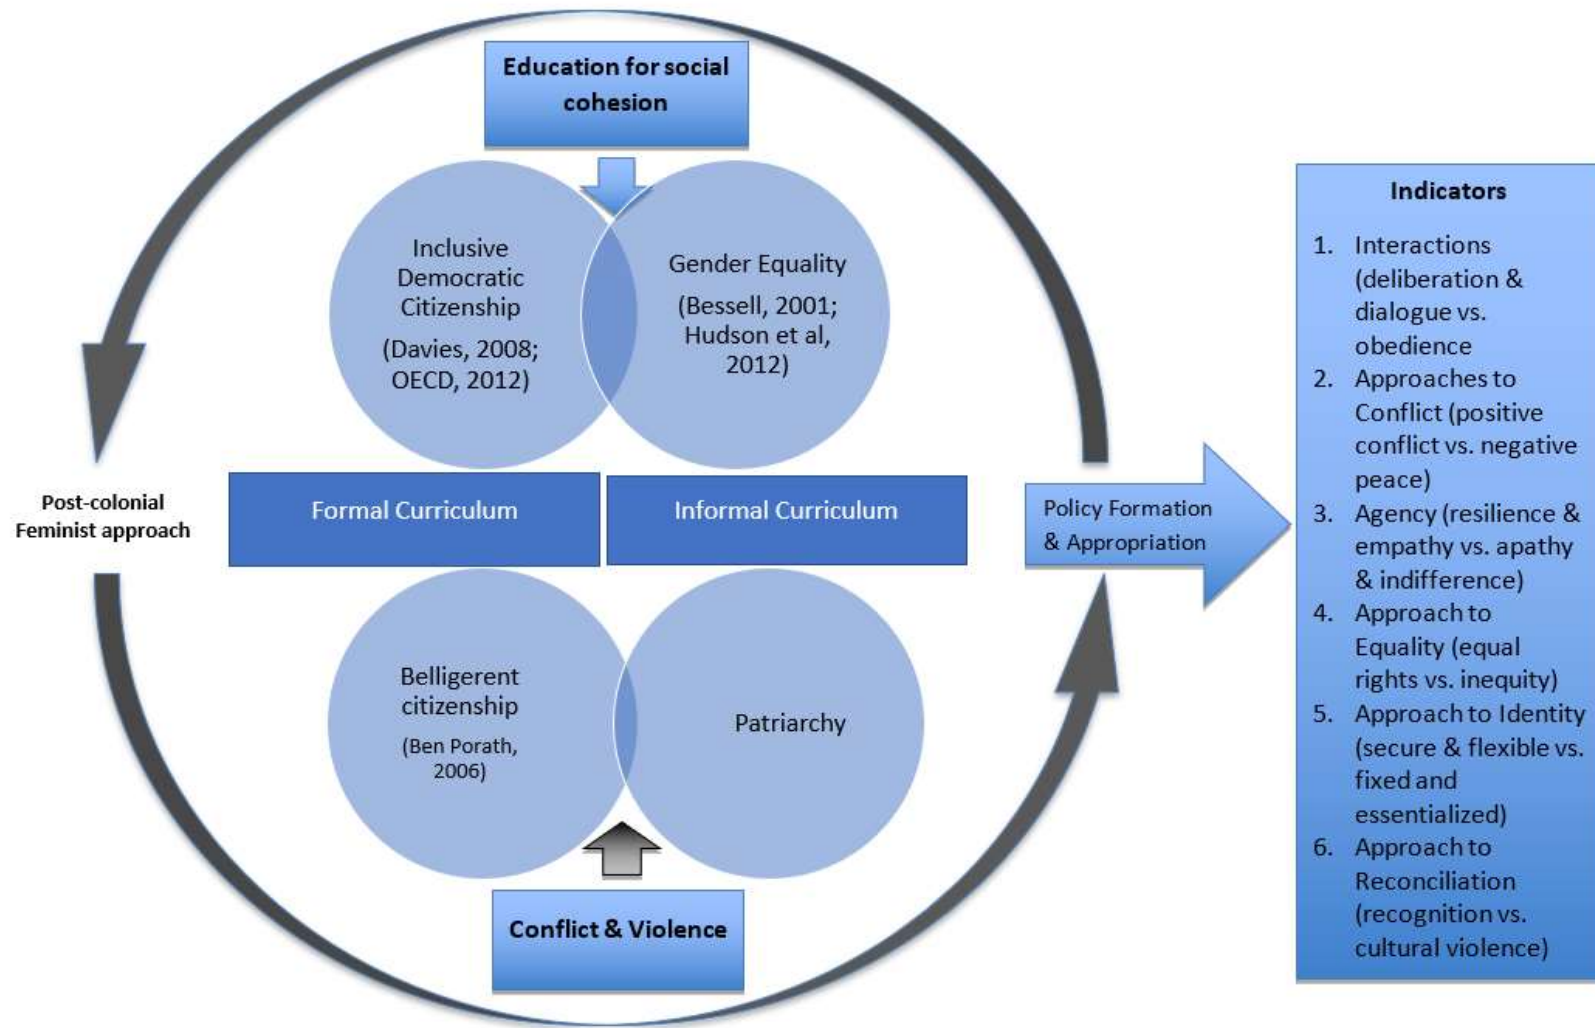 Education for social
cohesion
Inclusive
Democratic
Citizenship
(Davies, 2008;
OECD, 2012)
Gender Equality
(Bessell, 2001;
Hudson et al,
2012)
Post-colonial
Feminist approach
Formal Curriculum
Informal Curriculum
Policy Formation
& Appropriation
Belligerent
citizenship
(Ben Porath,
2006)
Patriarchy
Conflict & Violence
Indicators
1. Interactions
(deliberation &
dialogue vs.
obedience
2. Approaches to
Conflict (positive
conflict vs. negative
peace)
3. Agency (resilience &
empathy vs. apathy
& indifference)
4. Approach to
Equality (equal
rights vs. inequity)
5. Approach to Identity
(secure & flexible vs.
fixed and
essentialized)
6. Approach to
Reconciliation
(recognition vs.
cultural violence)